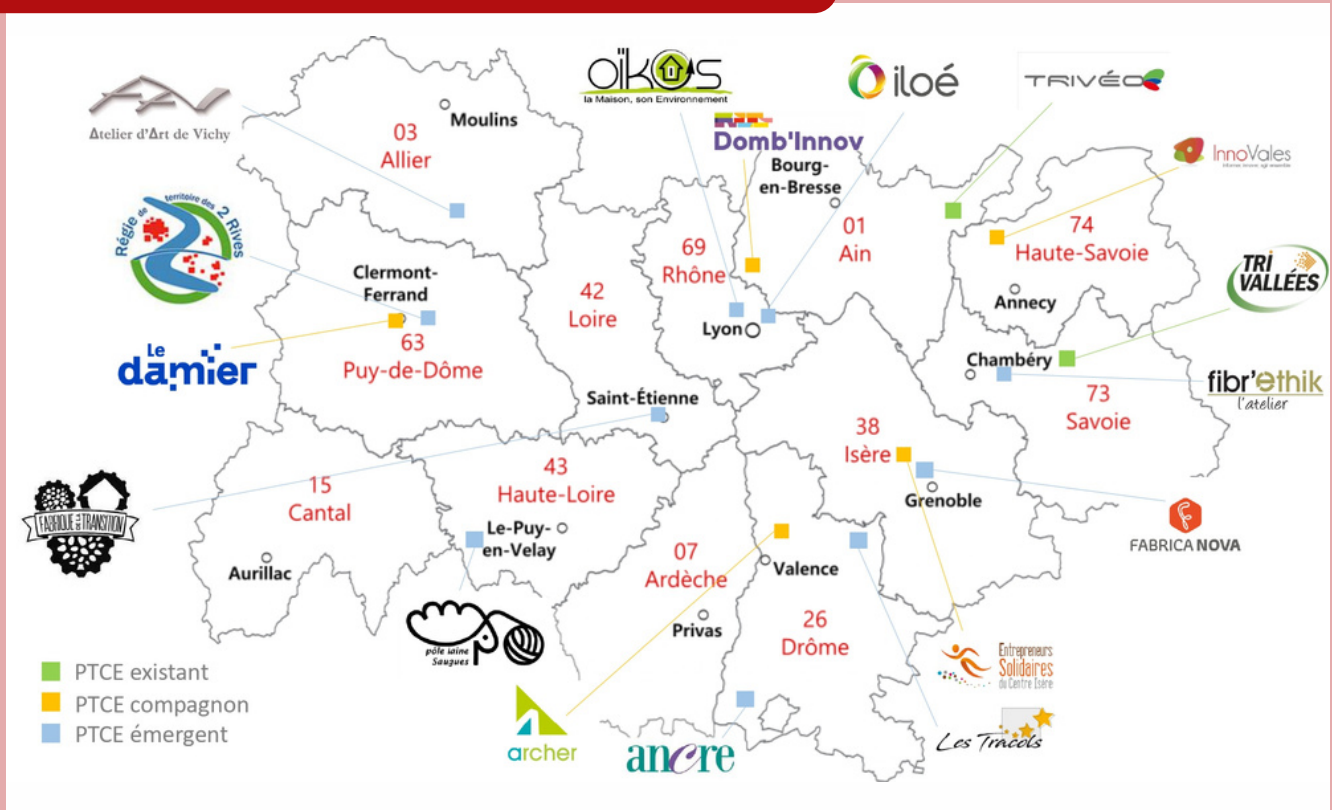 oïkos
la Maison, son Environnement
iloé
TRIVÉO
Atelier d'Art de Vichy
Moulins
03
Allier
Domb'Innov
Bourg-
en-Bresse
InnoVales
Régie de territoire des 2 Rives
69
Rhône
01
Ain
74
Haute-Savoie
Clermont-
Ferrand
42
Loire
Annecy
TRI
VALLÉES
Lyon
63
Puy-de-Dôme
Le
damier
Chambéry
fibr'ethik
l'atelier
Saint-Étienne
73
Savoie
38
Isère
43
Haute-Loire
15
Cantal
Grenoble
FABRIQUE DE LA TRANSITION
Le-Puy-
en-Velay
FABRICA NOVA
07
Ardèche
Valence
Aurillac
Privas
26
Drôme
pôle laine
Saugues
Entrepreneurs
Solidaires
du Centre Isère
PTCE existant
PTCE compagnon
PTCE émergent
archer
ancre
Les Tracols